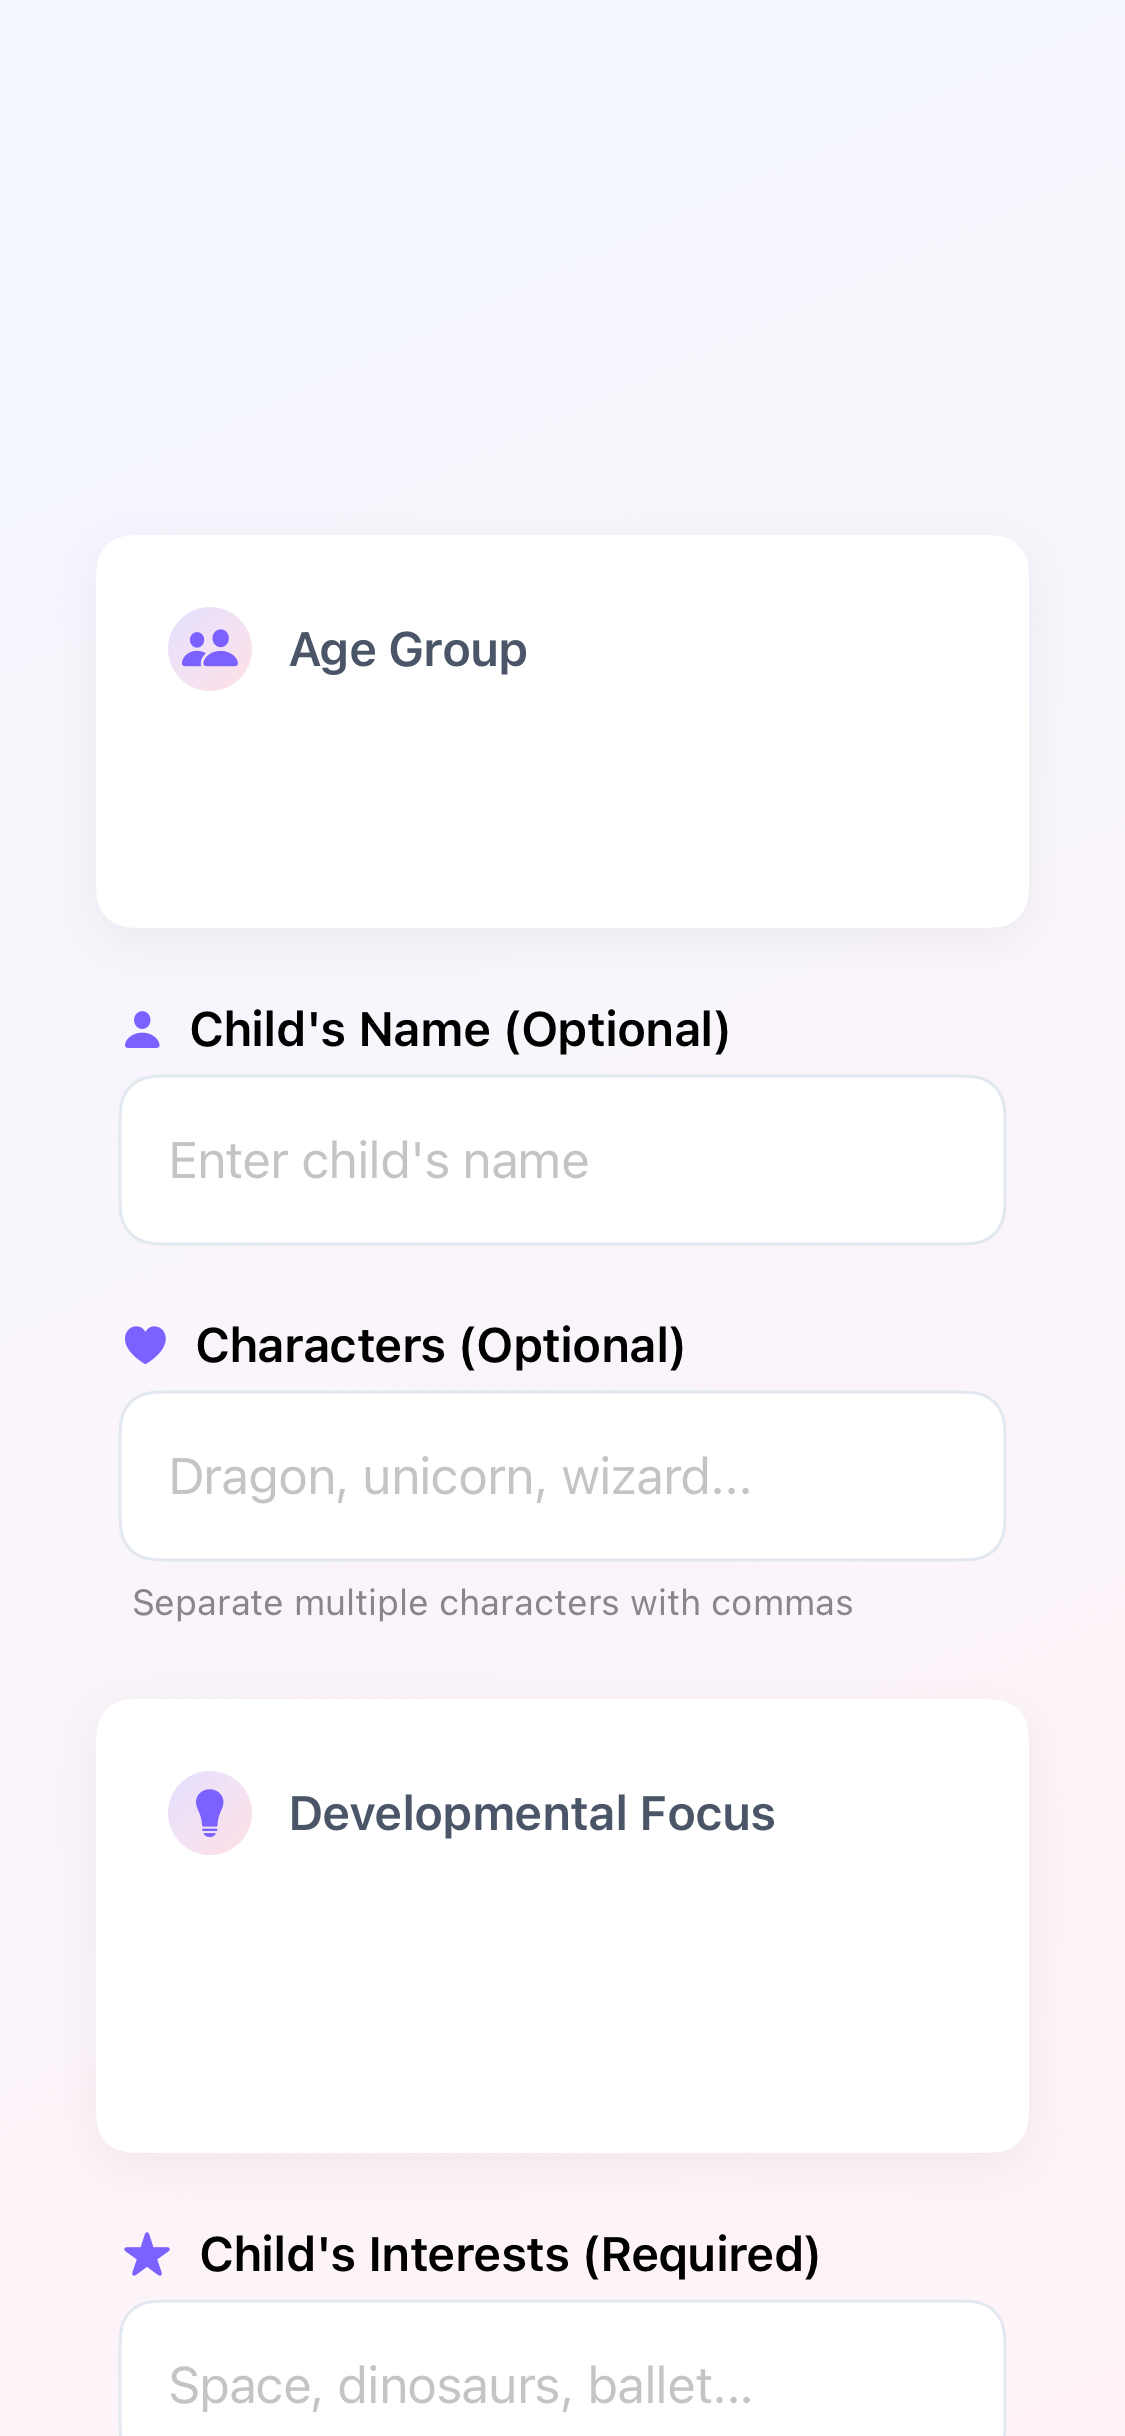 Age Group
Child's Name (Optional)
Enter child's name
Characters (Optional)
Dragon, unicorn, wizard...
Separate multiple characters with commas
Developmental Focus
Child's Interests (Required)
Space, dinosaurs, ballet...